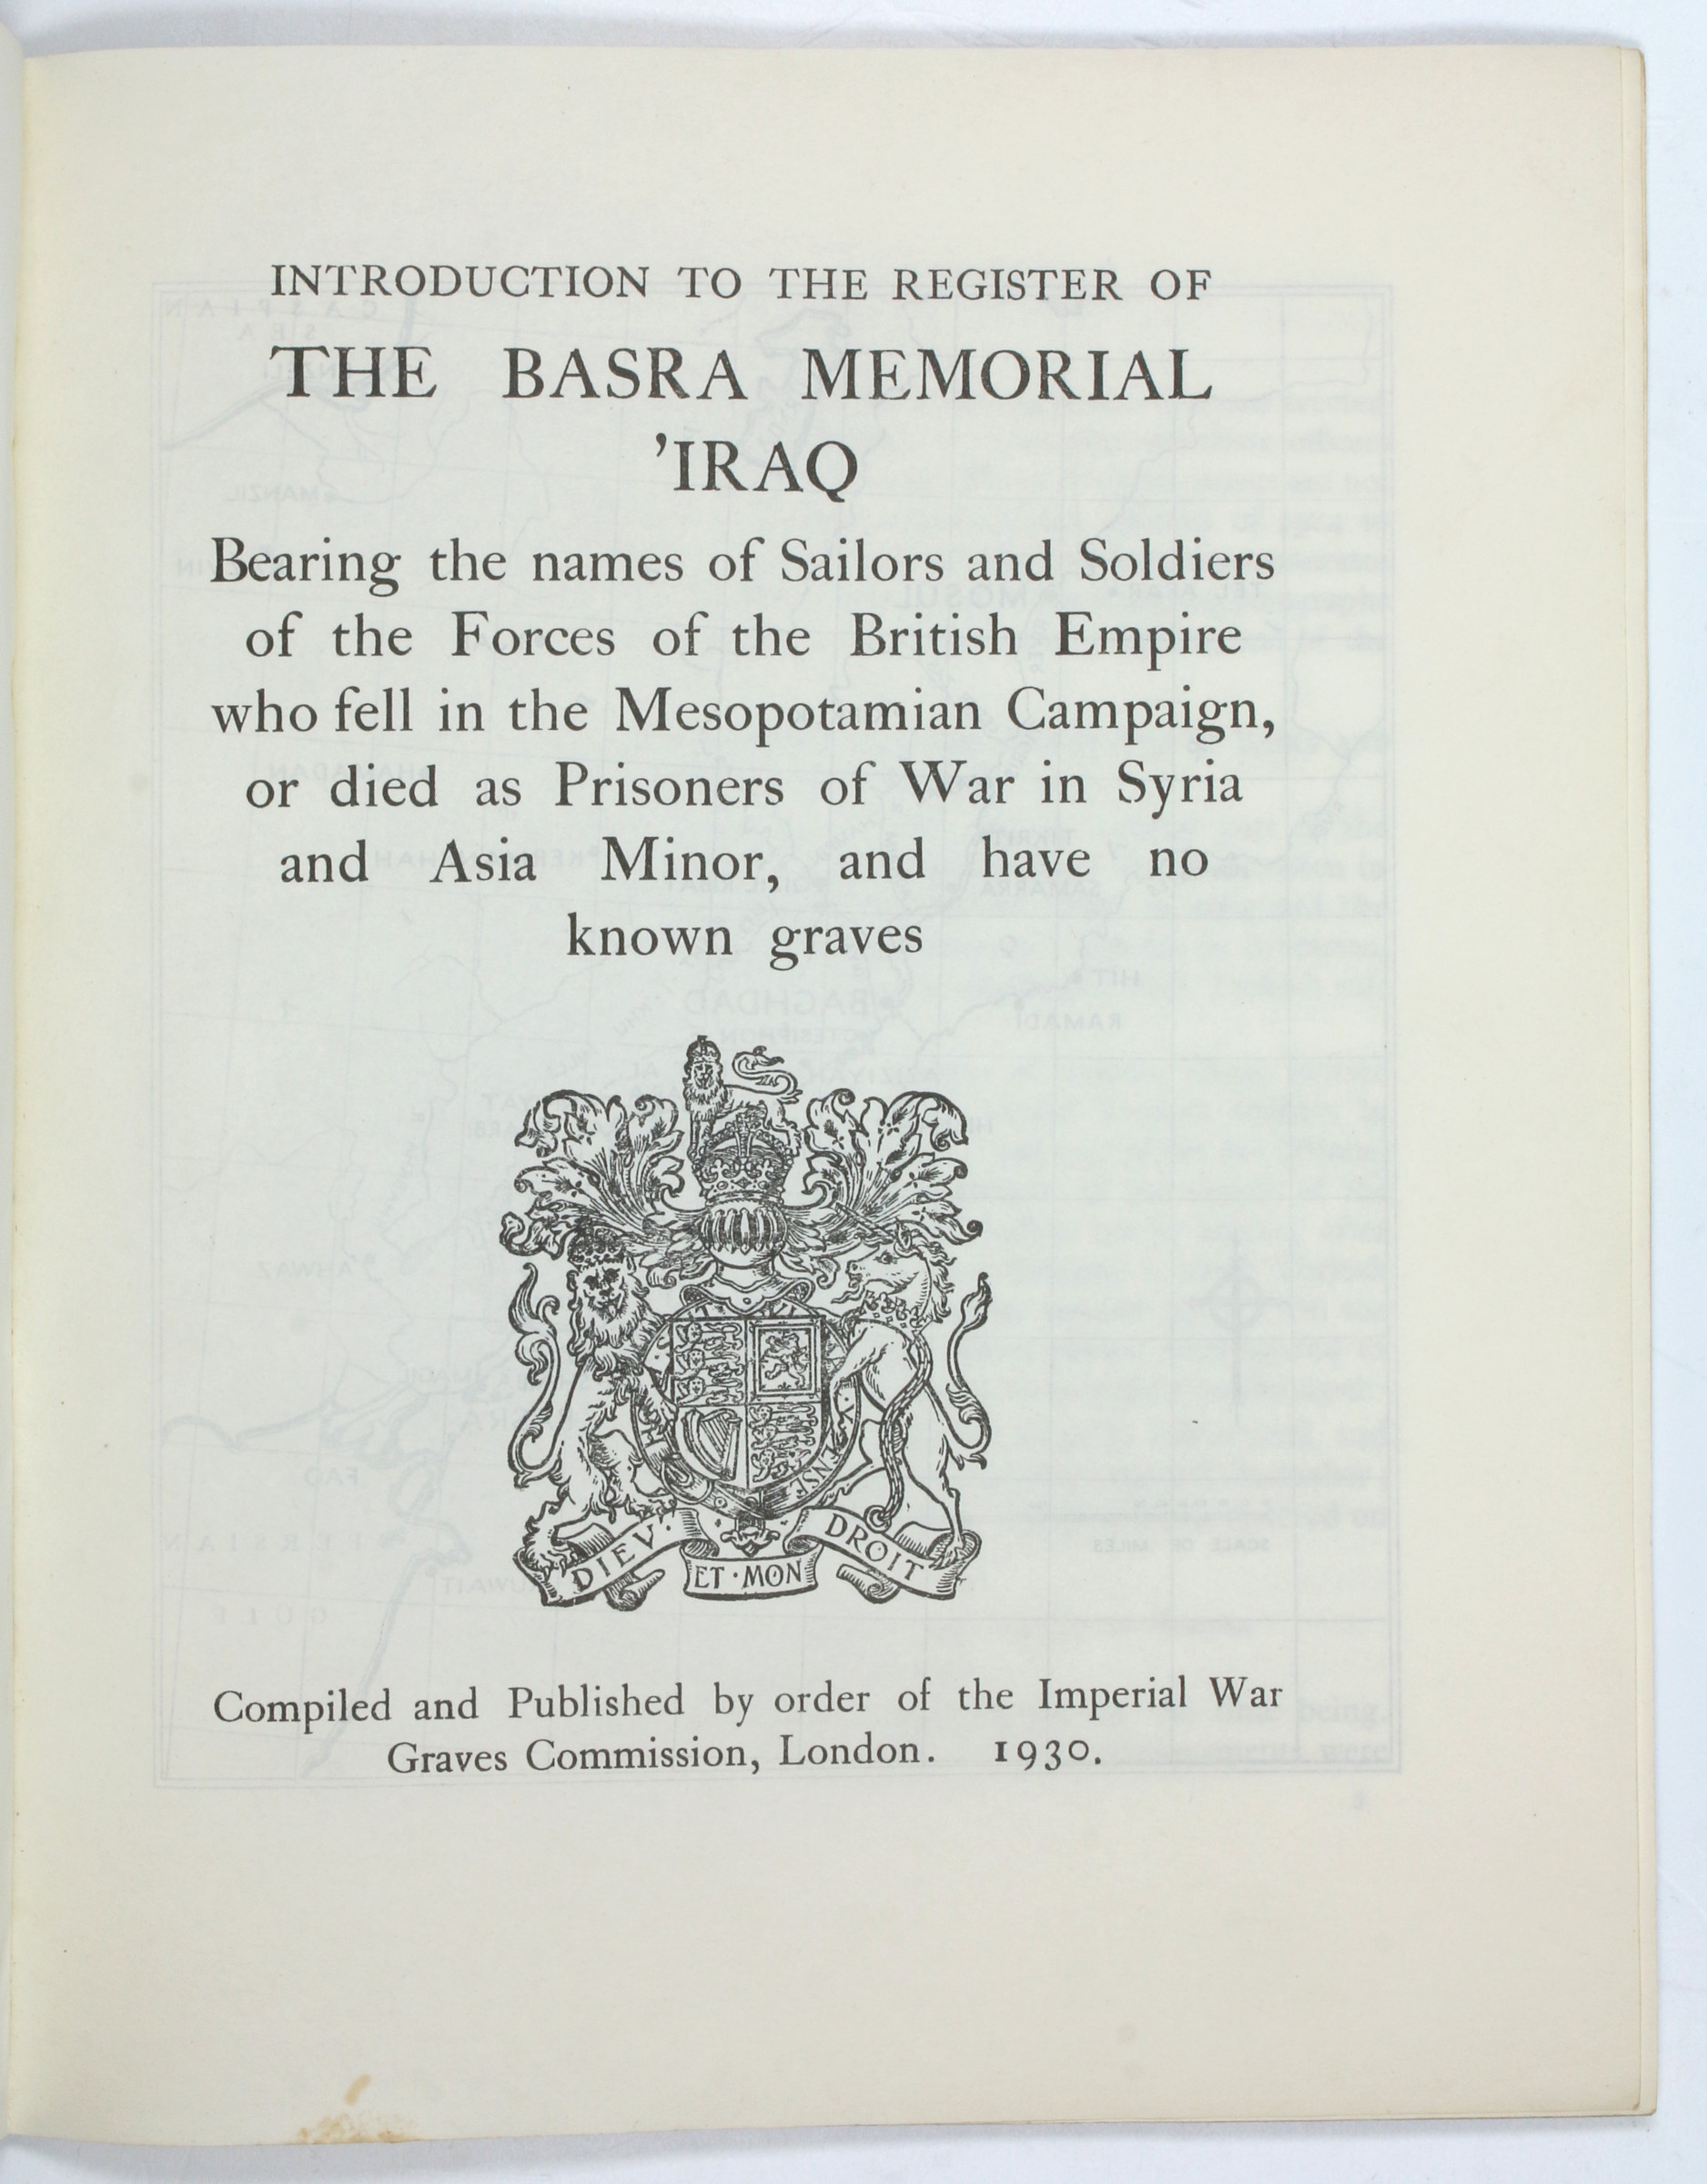 INTRODUCTION TO THE REGISTER OF
THE BASRA MEMORIAL
'IRAQ
Bearing the names of Sailors and Soldiers
of the Forces of the British Empire
who fell in the Mesopotamian Campaign,
or died as Prisoners of War in Syria
and Asia Minor, and have no
known graves
DIEV · ET · MON DROIT
Compiled and Published by order of the Imperial War
Graves Commission, London. 1930.